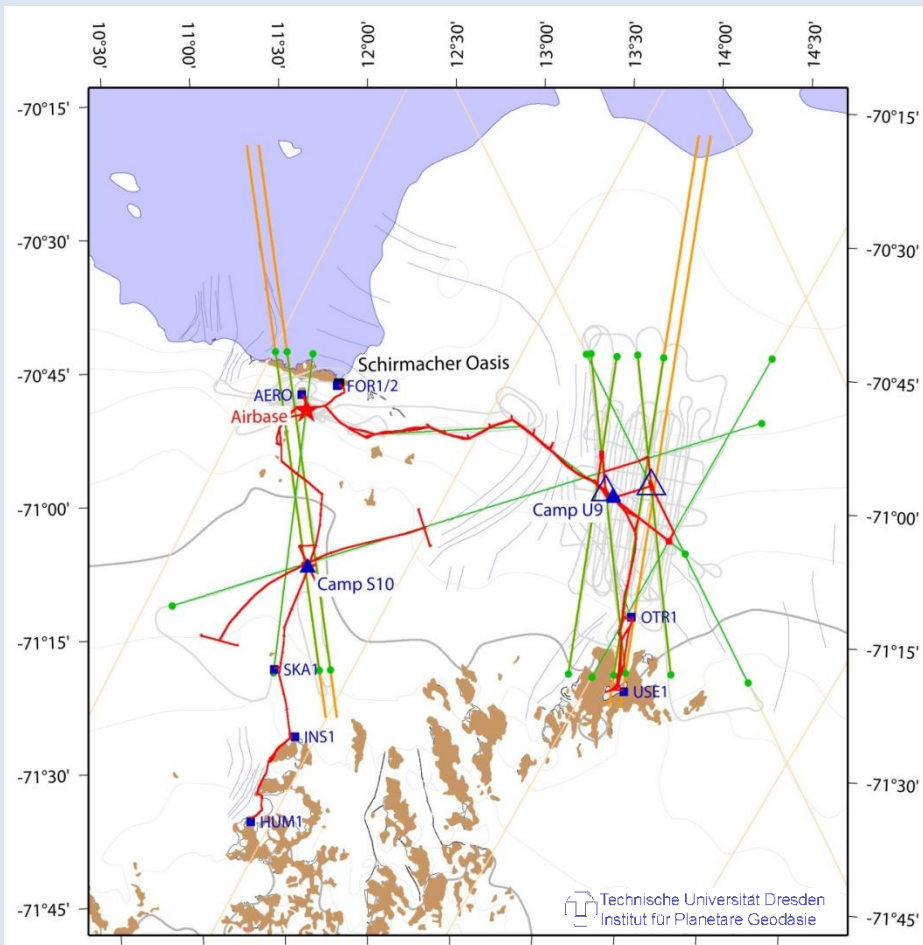 10°30'
11°00'
11°30'
12°00'
12°30'
13°00'
13°30'
14°00'
14°30'
-70°15'
-70°15'
-70°30'
-70°30'
-70°45'
-70°45'
Schirmacher Oasis
FOR1/2
AERO
Airbase
-71°00'
-71°00'
Camp U9
Camp S10
OTR1
-71°15'
-71°15'
SKA1
USE1
INS1
-71°30'
-71°30'
HUM1
-71°45'
-71°45'
Technische Universität Dresden
Institut für Planetare Geodäsie